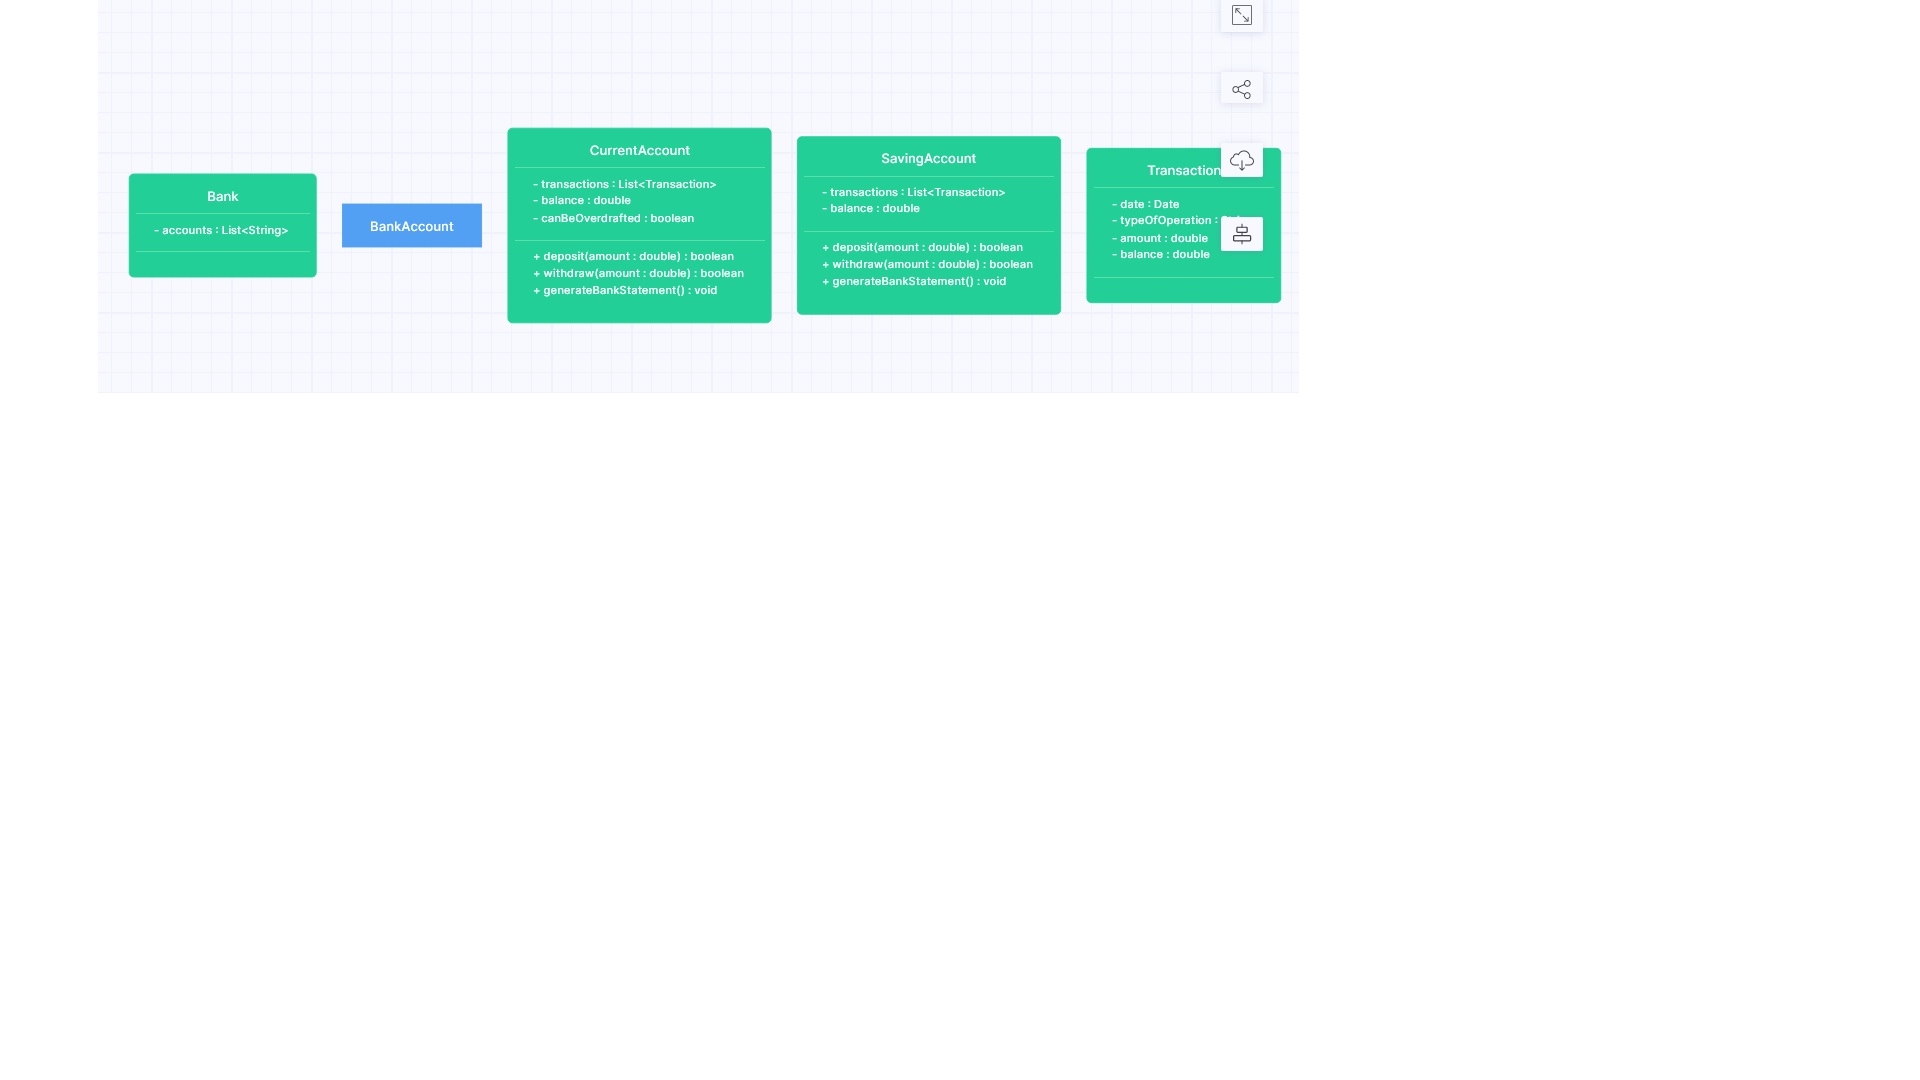 Bank
- accounts : List<String>
BankAccount
CurrentAccount
- transactions : List<Transaction>
- balance : double
- canBeOverdrafted : boolean
+ deposit(amount : double) : boolean
+ withdraw(amount : double) : boolean
+ generateBankStatement() : void
SavingAccount
- transactions : List<Transaction>
- balance : double
+ deposit(amount : double) : boolean
+ withdraw(amount : double) : boolean
+ generateBankStatement() : void
Transaction
- date : Date
- typeOfOperation :
- amount : double
- balance : double